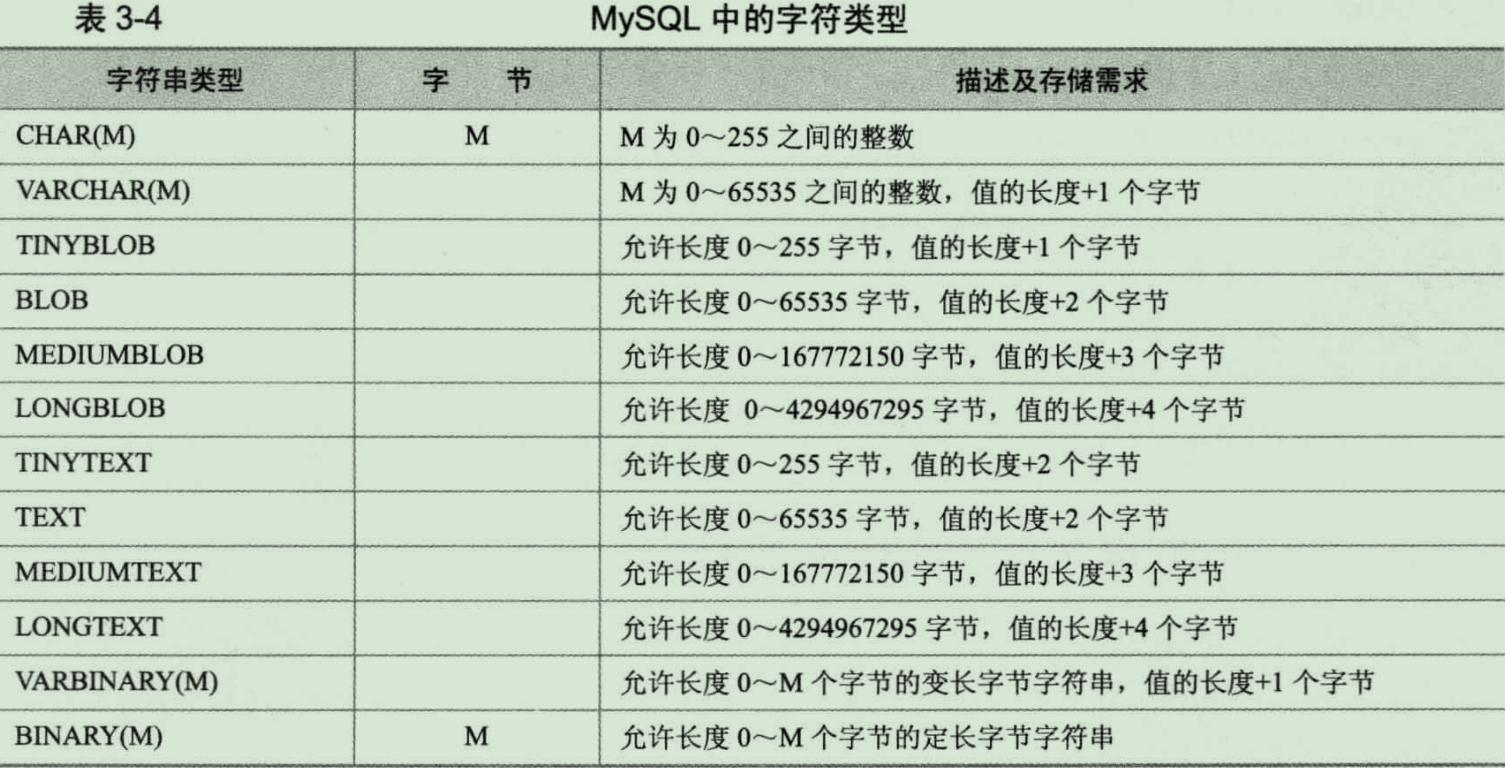 表 3-4 MySQL 中的字符类型
字符串类型 字 节 描述及存储需求
CHAR(M) M M 为 0～255 之间的整数
VARCHAR(M) M 为 0～65535 之间的整数，值的长度+1 个字节
TINYBLOB 允许长度 0～255 字节，值的长度+1 个字节
BLOB 允许长度 0～65535 字节，值的长度+2 个字节
MEDIUMBLOB 允许长度 0～167772150 字节，值的长度+3 个字节
LONGBLOB 允许长度 0～4294967295 字节，值的长度+4 个字节
TINYTEXT 允许长度 0～255 字节，值的长度+2 个字节
TEXT 允许长度 0～65535 字节，值的长度+2 个字节
MEDIUMTEXT 允许长度 0～167772150 字节，值的长度+3 个字节
LONGTEXT 允许长度 0～4294967295 字节，值的长度+4 个字节
VARBINARY(M) 允许长度 0～M 个字节的变长字节字符串，值的长度+1 个字节
BINARY(M) M 允许长度 0～M 个字节的定长字节字符串